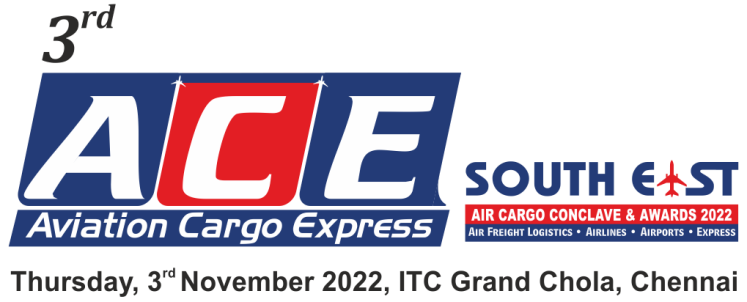 3rd
ACE
Aviation Cargo Express
SOUTH EAST
AIR CARGO CONCLAVE & AWARDS 2022
AIR FREIGHT LOGISTICS • AIRLINES • AIRPORTS • EXPRESS
Thursday, 3rd November 2022, ITC Grand Chola, Chennai